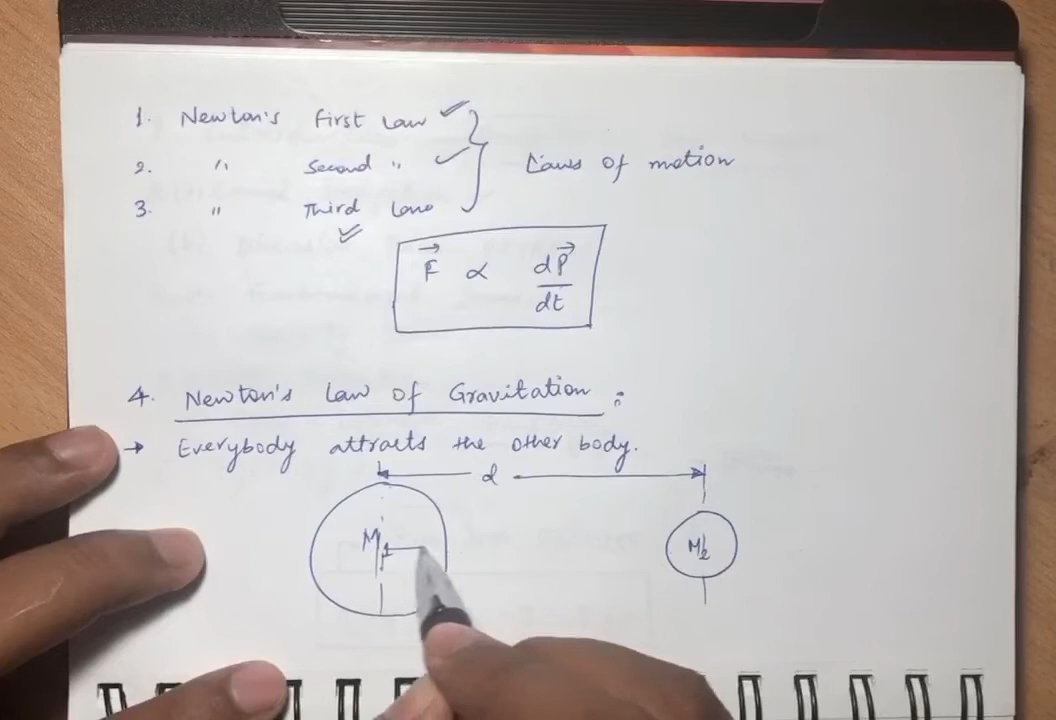 1. Newton's First Law ✓
2. " Second " ✓
3. " Third Law ✓
Laws of motion
F⃗ ∝ dP⃗/dt
4. Newton's Law of Gravitation :
→ Everybody attracts the other body.
d
M1 M2